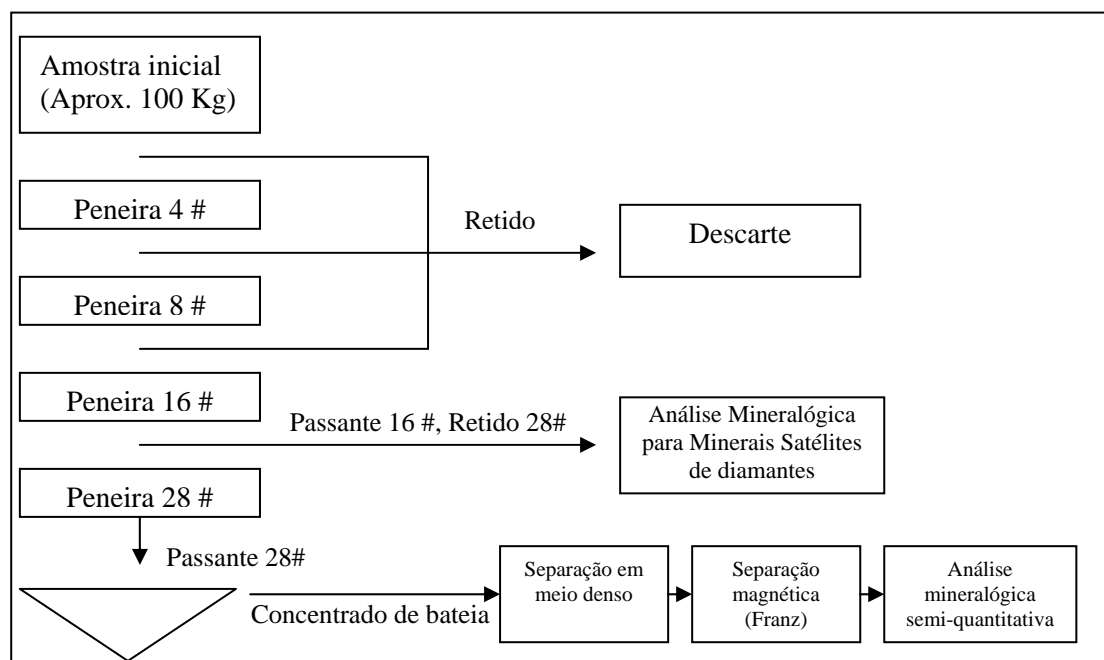 Amostra inicial
(Aprox. 100 Kg)
Peneira 4 #
Retido
Descarte
Peneira 8 #
Peneira 16 #
Passante 16 #, Retido 28#
Análise Mineralógica
para Minerais Satélites
de diamantes
Peneira 28 #
Passante 28#
Concentrado de bateia
Separação em
meio denso
Separação
magnética
(Franz)
Análise
mineralógica
semi-quantitativa